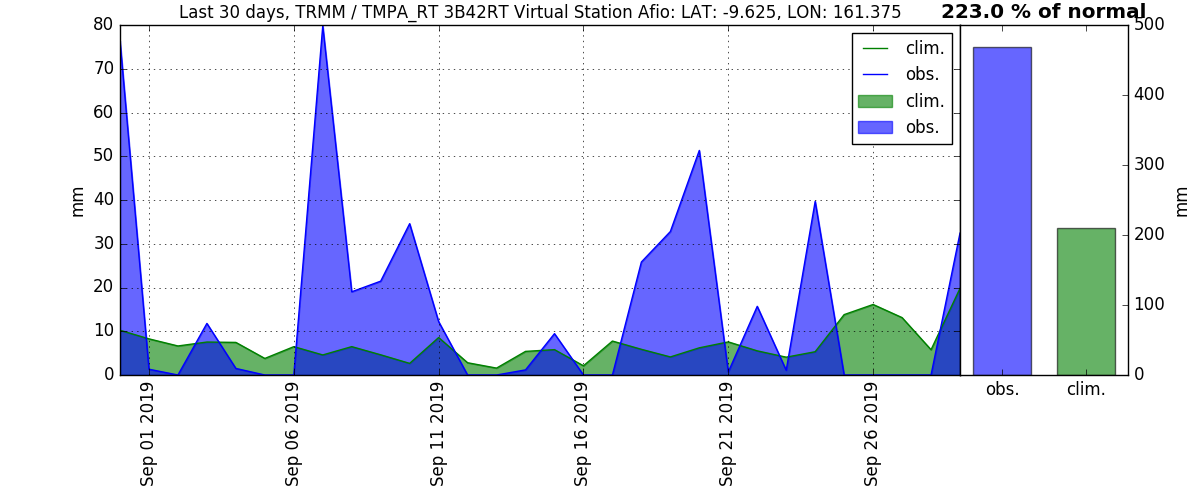 Last 30 days, TRMM / TMPA_RT 3B42RT Virtual Station Afio: LAT: -9.625, LON: 161.375
223.0 % of normal
80
70
60
50
40
30
20
10
0
mm
clim.
obs.
clim.
obs.
500
400
300
200
100
0
mm
obs.
clim.
Sep 01 2019
Sep 06 2019
Sep 11 2019
Sep 16 2019
Sep 21 2019
Sep 26 2019